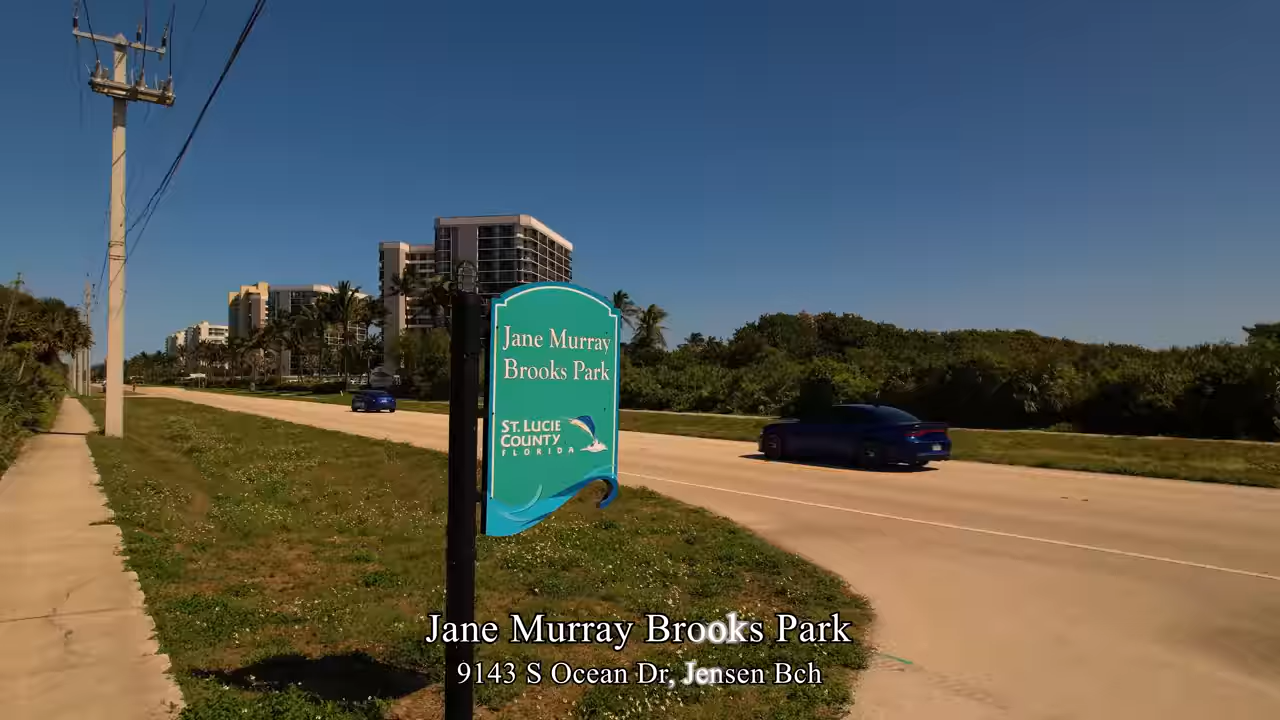 Jane Murray
Brooks Park
ST. LUCIE
COUNTY
FLORIDA
Jane Murray Brooks Park
9143 S Ocean Dr, Jensen Bch